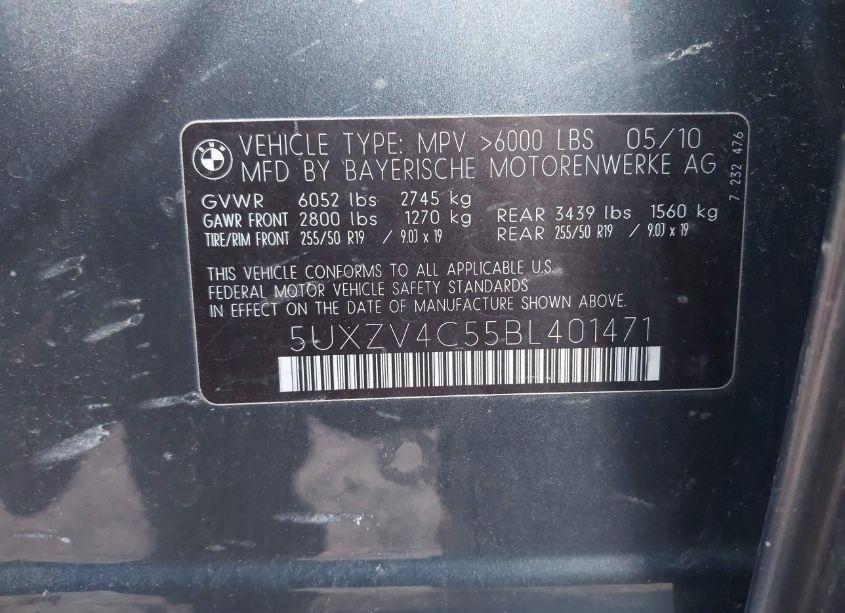 BMW
VEHICLE TYPE: MPV >6000 LBS 05/10
MFD BY BAYERISCHE MOTORENWERKE AG
GVWR 6052 lbs 2745 kg
GAWR FRONT 2800 lbs 1270 kg REAR 3439 lbs 1560 kg
TIRE/RIM FRONT 255/50 R19 / 9.0J x 19 REAR 255/50 R19 / 9.0J x 19
THIS VEHICLE CONFORMS TO ALL APPLICABLE U.S.
FEDERAL MOTOR VEHICLE SAFETY STANDARDS
IN EFFECT ON THE DATE OF MANUFACTURE SHOWN ABOVE.
5UXZV4C55BL401471
7 232 476